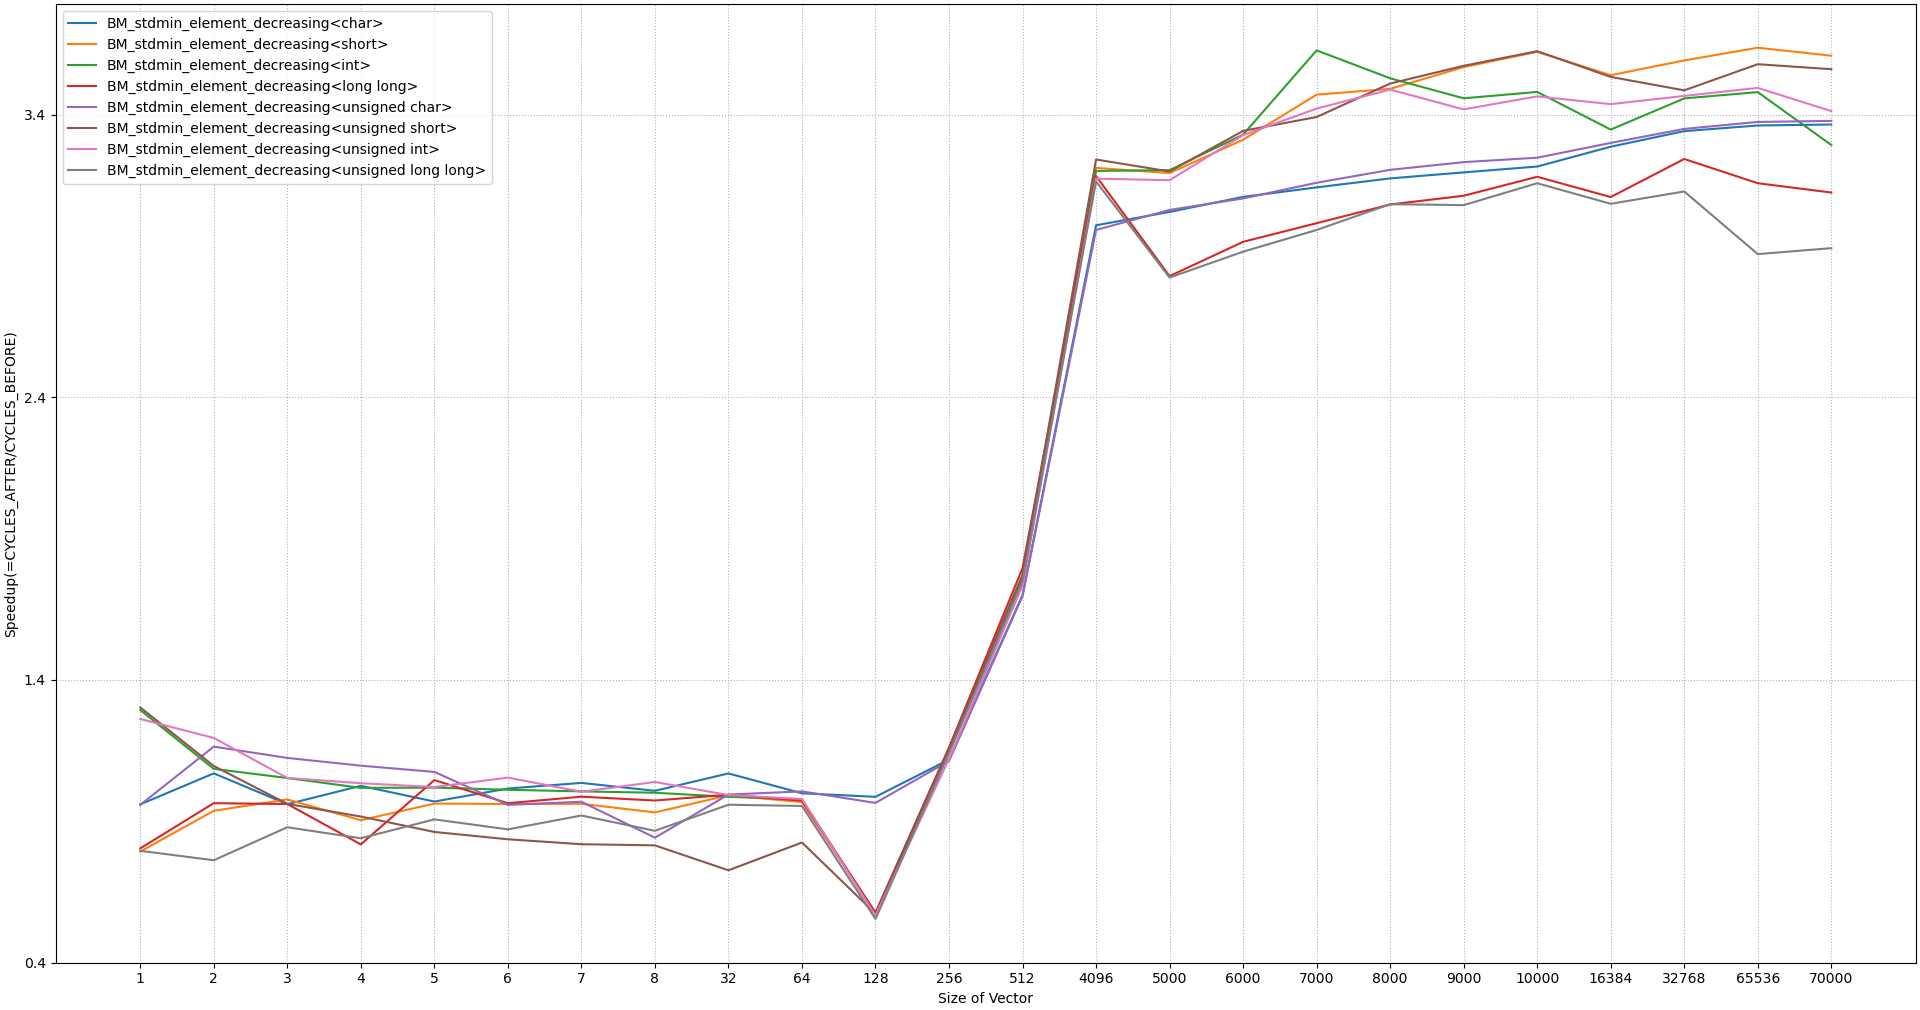 BM_stdmin_element_decreasing<char>
BM_stdmin_element_decreasing<short>
BM_stdmin_element_decreasing<int>
BM_stdmin_element_decreasing<long long>
BM_stdmin_element_decreasing<unsigned char>
BM_stdmin_element_decreasing<unsigned short>
BM_stdmin_element_decreasing<unsigned int>
BM_stdmin_element_decreasing<unsigned long long>
Speedup(=CYCLES_AFTER/CYCLES_BEFORE)
3.4
2.4
1.4
0.4
1 2 3 4 5 6 7 8 32 64 128 256 512 4096 5000 6000 7000 8000 9000 10000 16384 32768 65536 70000
Size of Vector